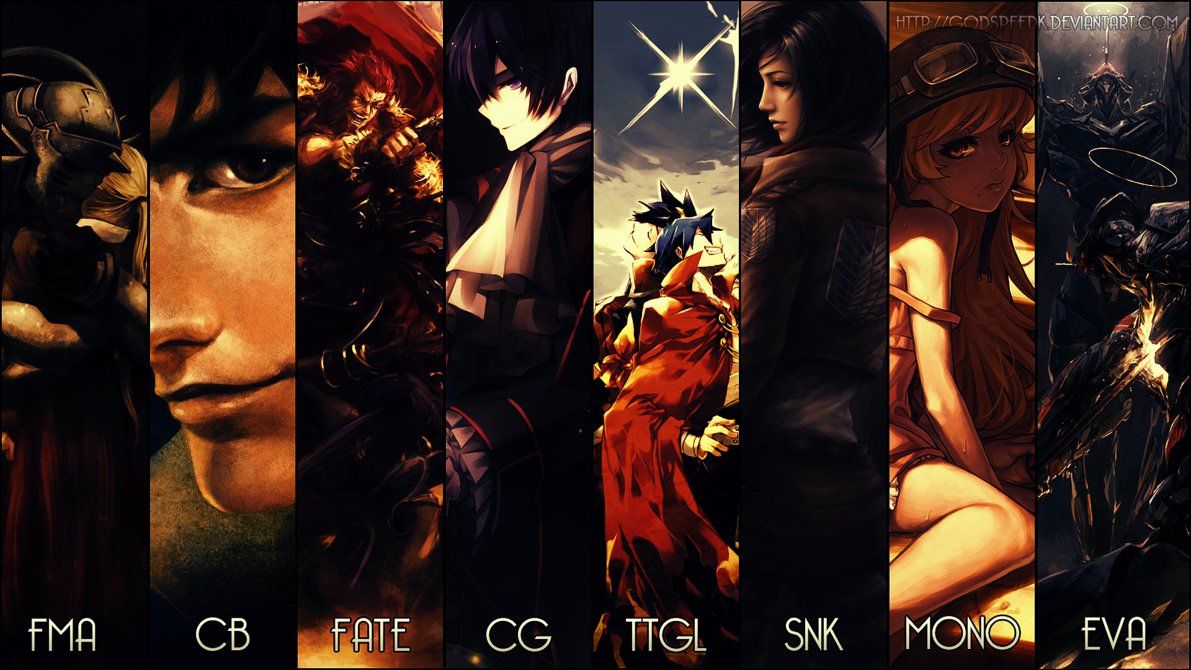 HTTP://GODSPEEDK.DEVIANTART.COM
FMA
CB
FATE
CG
TTGL
SNK
MONO
EVA